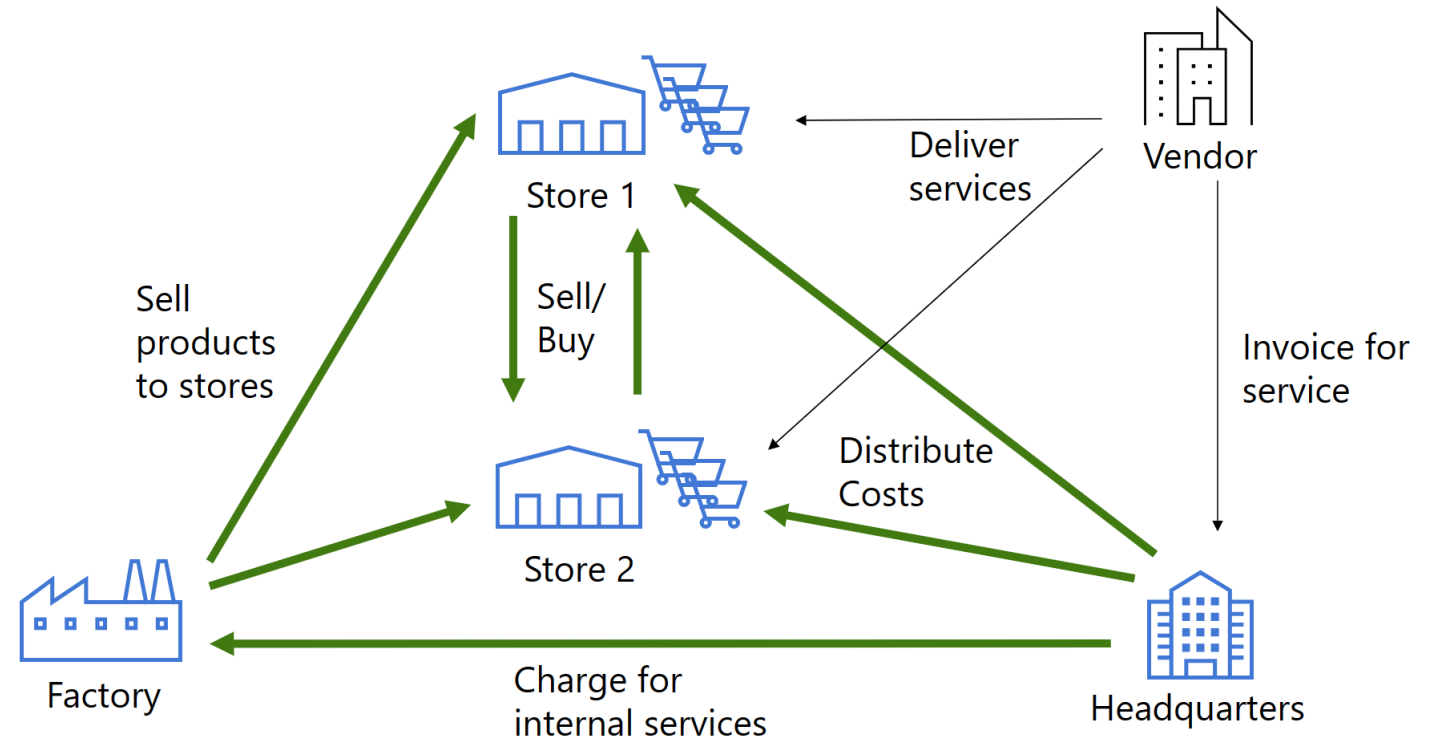 Vendor
Deliver
services
Store 1
Sell
products
to stores
Sell/
Buy
Invoice for
service
Distribute
Costs
Store 2
Factory
Charge for
internal services
Headquarters